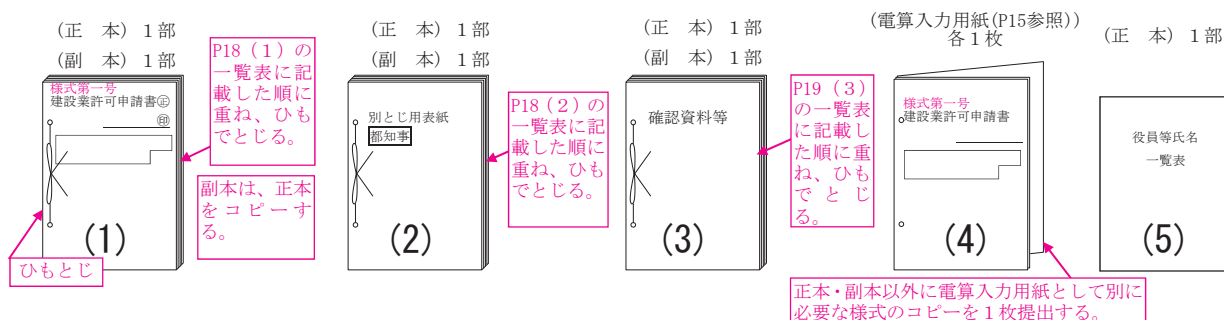 (正　本) 1部
(副　本) 1部
様式第一号
建設業許可申請書㊣
㊞
(1)
ひもとじ
P18（1）の
一覧表に記
載した順に
重ね、ひも
でとじる。
副本は、正本
をコピーす
る。
(正　本) 1部
(副　本) 1部
別とじ用表紙
都知事
(2)
P18（2）の
一覧表に記
載した順に
重ね、ひも
でとじる。
(正　本) 1部
(副　本) 1部
確認資料等
(3)
P19（3）
の一覧表
に記載し
た順に重
ね、ひも
でとじ
る。
(電算入力用紙(P15参照))
各1枚
様式第一号
建設業許可申請書
(4)
正本・副本以外に電算入力用紙として別に
必要な様式のコピーを1枚提出する。
(正　本) 1部
役員等氏名
一覧表
(5)